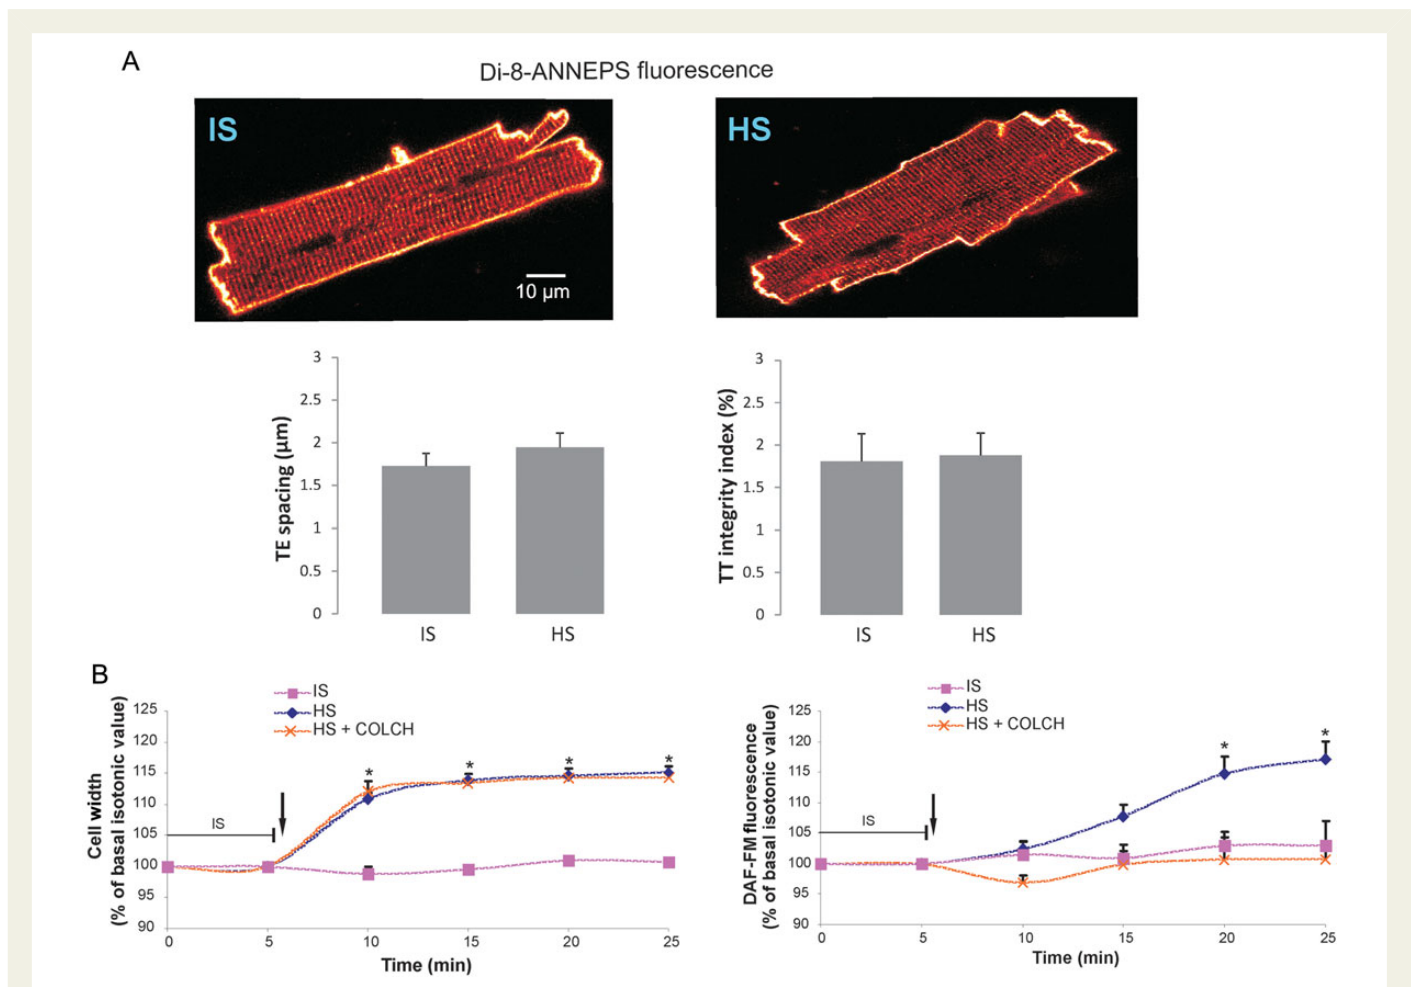 A
Di-8-ANNEPS fluorescence
IS
HS
10 µm
TE spacing (µm)
3
2.5
2
1.5
1
0.5
0
IS
HS
TT integrity index (%)
3
2.5
2
1.5
1
0.5
0
IS
HS
B
IS
HS
HS + COLCH
Cell width
(% of basal isotonic value)
125
120
115
110
105
100
95
90
IS
*
*
*
*
0
5
10
15
20
25
Time (min)
IS
HS
HS + COLCH
DAF-FM fluorescence
(% of basal isotonic value)
125
120
115
110
105
100
95
90
IS
*
*
0
5
10
15
20
25
Time (min)